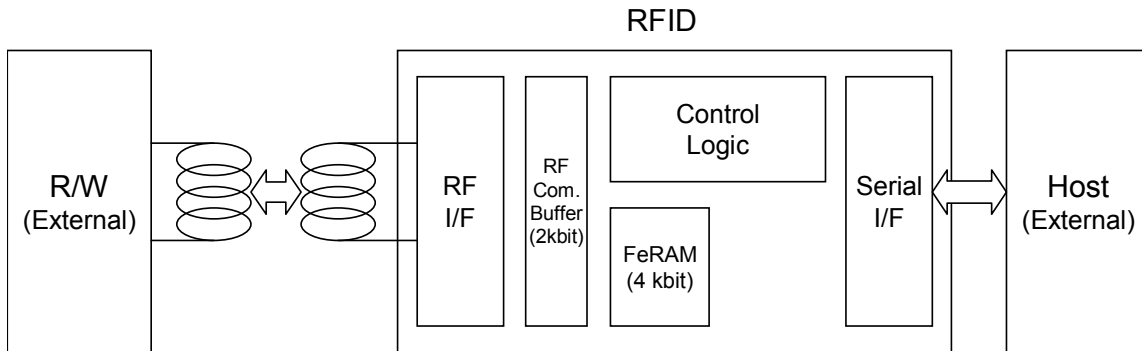 RFID
R/W
(External)
RF
I/F
RF
Com.
Buffer
(2kbit)
Control
Logic
FeRAM
(4 kbit)
Serial
I/F
Host
(External)